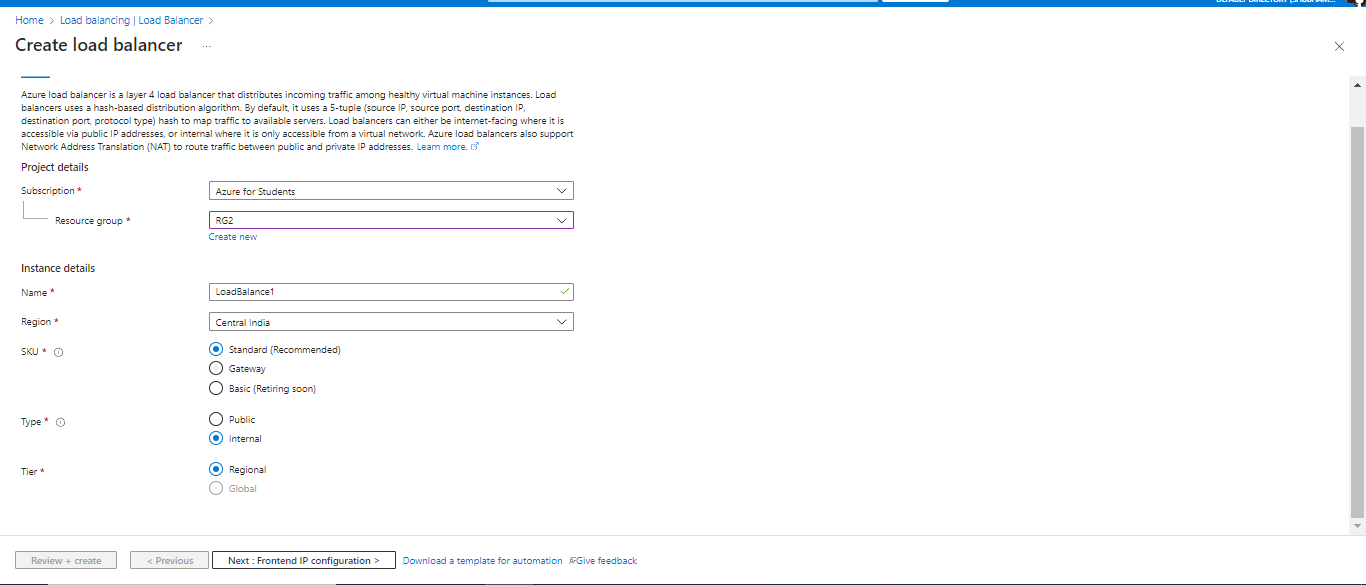 Home > Load balancing | Load Balancer >
Create load balancer ...
Azure load balancer is a layer 4 load balancer that distributes incoming traffic among healthy virtual machine instances. Load
balancers uses a hash-based distribution algorithm. By default, it uses a 5-tuple (source IP, source port, destination IP,
destination port, protocol type) hash to map traffic to available servers. Load balancers can either be internet-facing where it is
accessible via public IP addresses, or internal where it is only accessible from a virtual network. Azure load balancers also support
Network Address Translation (NAT) to route traffic between public and private IP addresses. Learn more.
Project details
Subscription * Azure for Students
Resource group * RG2
Create new
Instance details
Name * LoadBalance1
Region * Central India
SKU * Standard (Recommended)
Gateway
Basic (Retiring soon)
Type * Public
Internal
Tier * Regional
Global
Review + create < Previous Next : Frontend IP configuration > Download a template for automation Give feedback